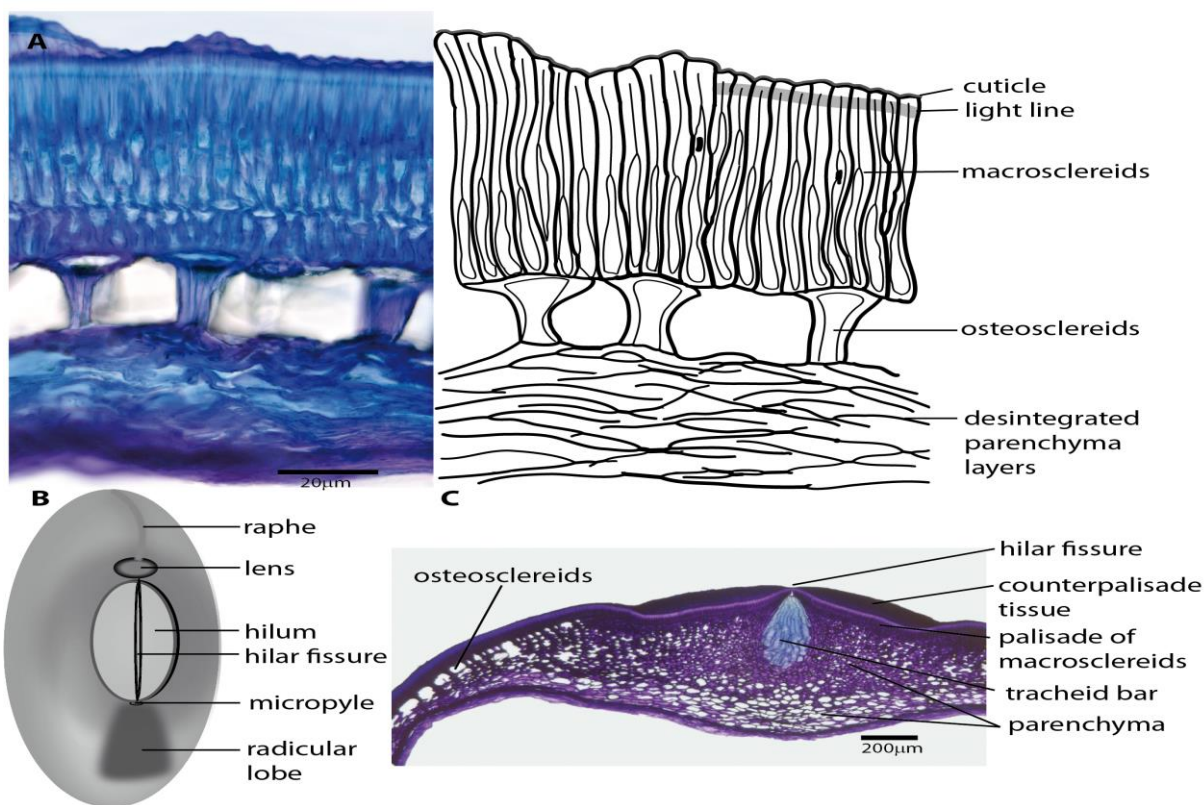 A
cuticle
light line
macrosclereids
osteosclereids
desintegrated
parenchyma
layers
20µm
B
raphe
lens
hilum
hilar fissure
micropyle
radicular
lobe
C
osteosclereids
hilar fissure
counterpalisade
tissue
palisade of
macrosclereids
tracheid bar
parenchyma
200µm